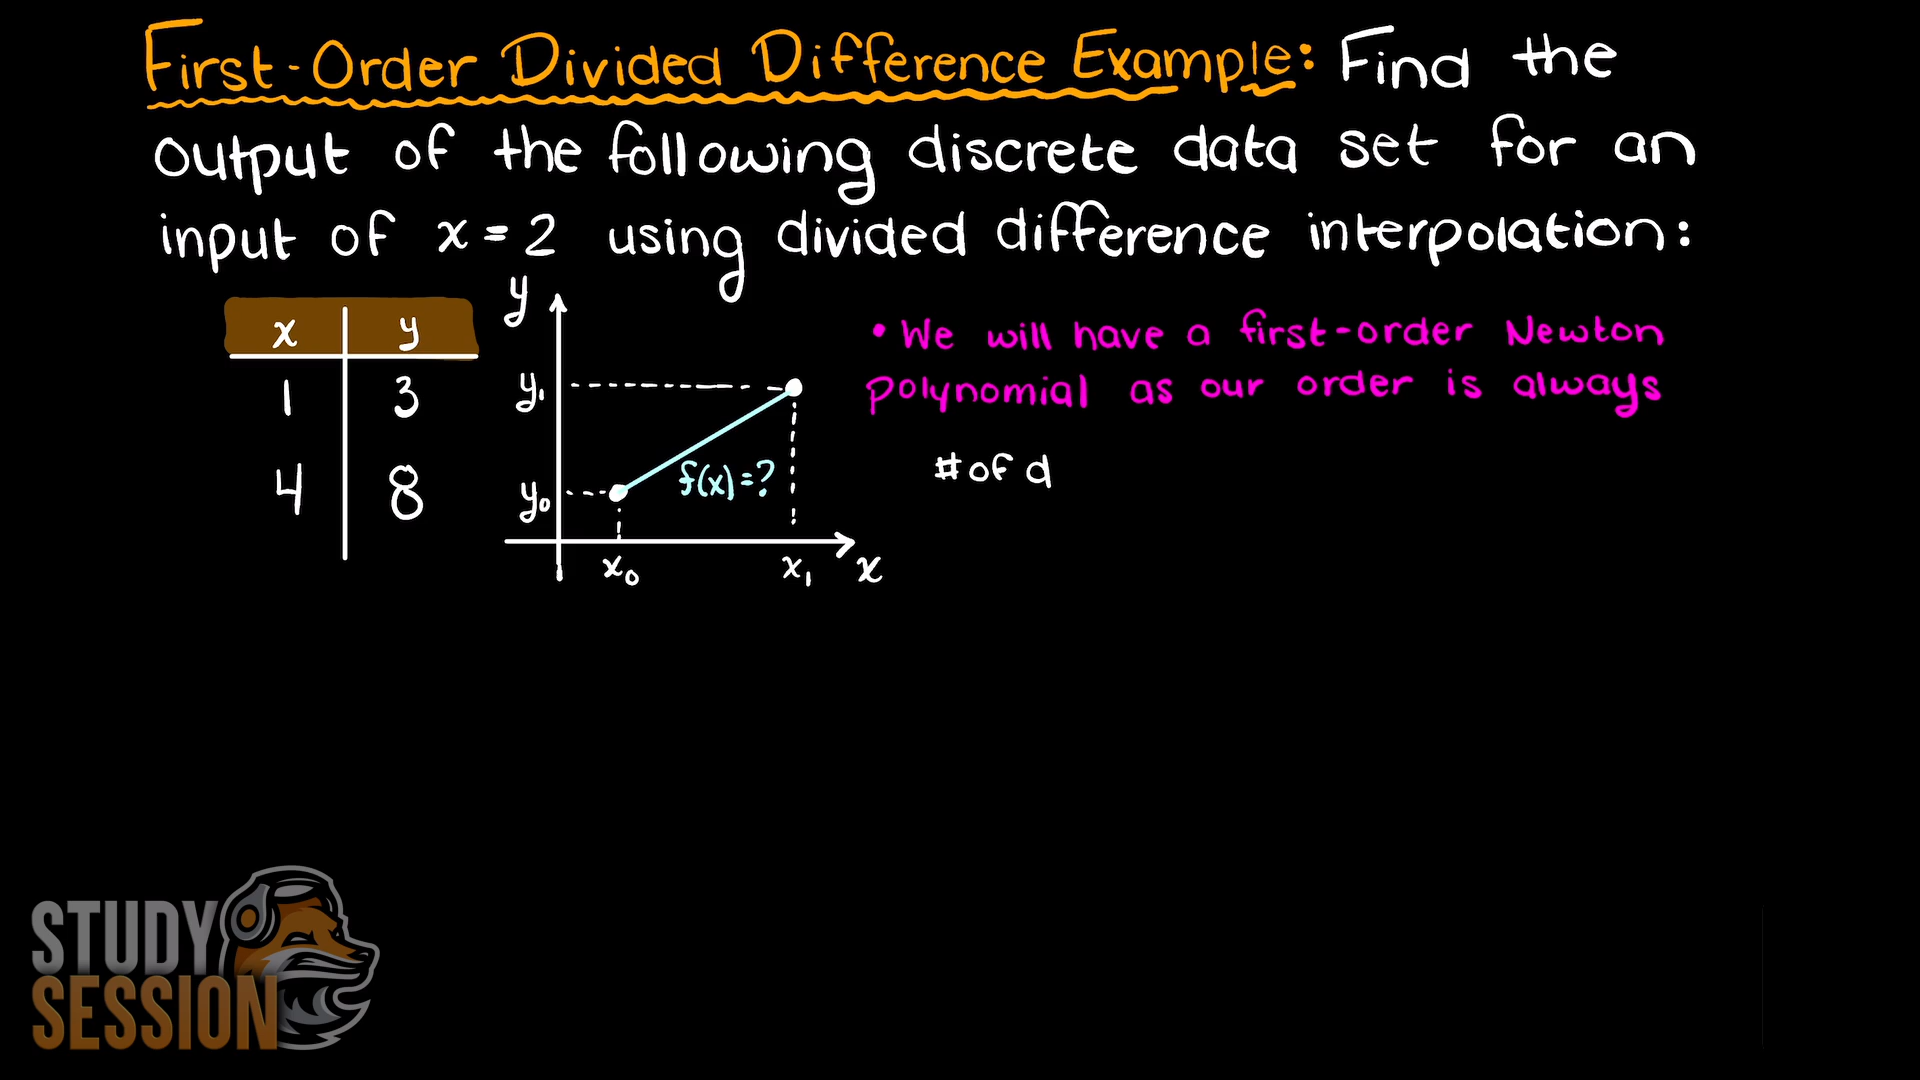 First-Order Divided Difference Example: Find the
output of the following discrete data set for an
input of x = 2 using divided difference interpolation:
x y
1 3
4 8
y
y₁
y₀
f(x)=?
x₀ x₁ x
• We will have a first-order Newton
polynomial as our order is always
# of d
STUDY
SESSION